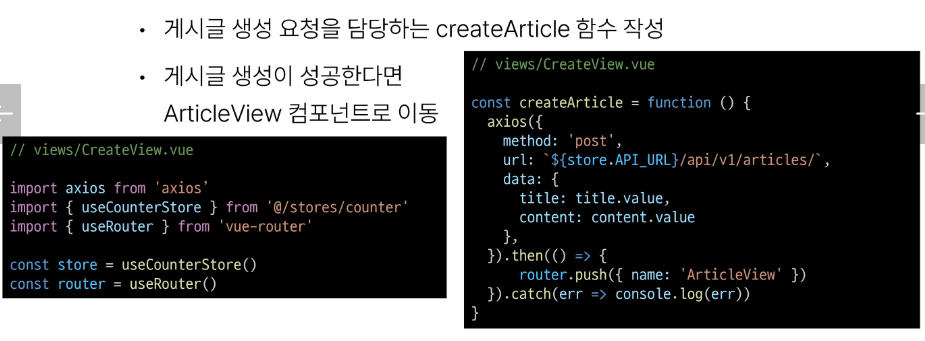 • 게시글 생성 요청을 담당하는 createArticle 함수 작성
• 게시글 생성이 성공한다면
ArticleView 컴포넌트로 이동
// views/CreateView.vue
import axios from 'axios’
import { useCounterStore } from '@/stores/counter'
import { useRouter } from 'vue-router'
const store = useCounterStore()
const router = useRouter()
// views/CreateView.vue
const createArticle = function () {
  axios({
    method: 'post',
    url: `${store.API_URL}/api/v1/articles/`,
    data: {
      title: title.value,
      content: content.value
    },
  }).then(() => {
      router.push({ name: 'ArticleView' })
  }).catch(err => console.log(err))
}